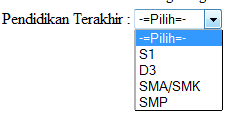 Pendidikan Terakhir : -=Pilih=-
-=Pilih=-
S1
D3
SMA/SMK
SMP